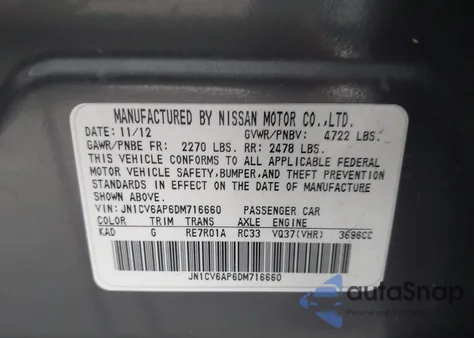 MANUFACTURED BY NISSAN MOTOR CO.,LTD.
DATE: 11/12 GVWR/PNBV: 4722 LBS.
GAWR/PNBE FR: 2270 LBS. RR: 2478 LBS.
THIS VEHICLE CONFORMS TO ALL APPLICABLE FEDERAL
MOTOR VEHICLE SAFETY,BUMPER,AND THEFT PREVENTION
STANDARDS IN EFFECT ON THE DATE OF MANUFACTURE
SHOWN ABOVE.
VIN: JN1CV6AP6DM716660 PASSENGER CAR
COLOR TRIM TRANS AXLE ENGINE
KAD G RE7R01A RC33 VQ37(VHR) 3696CC
JN1CV6AP6DM716660
autoSnap